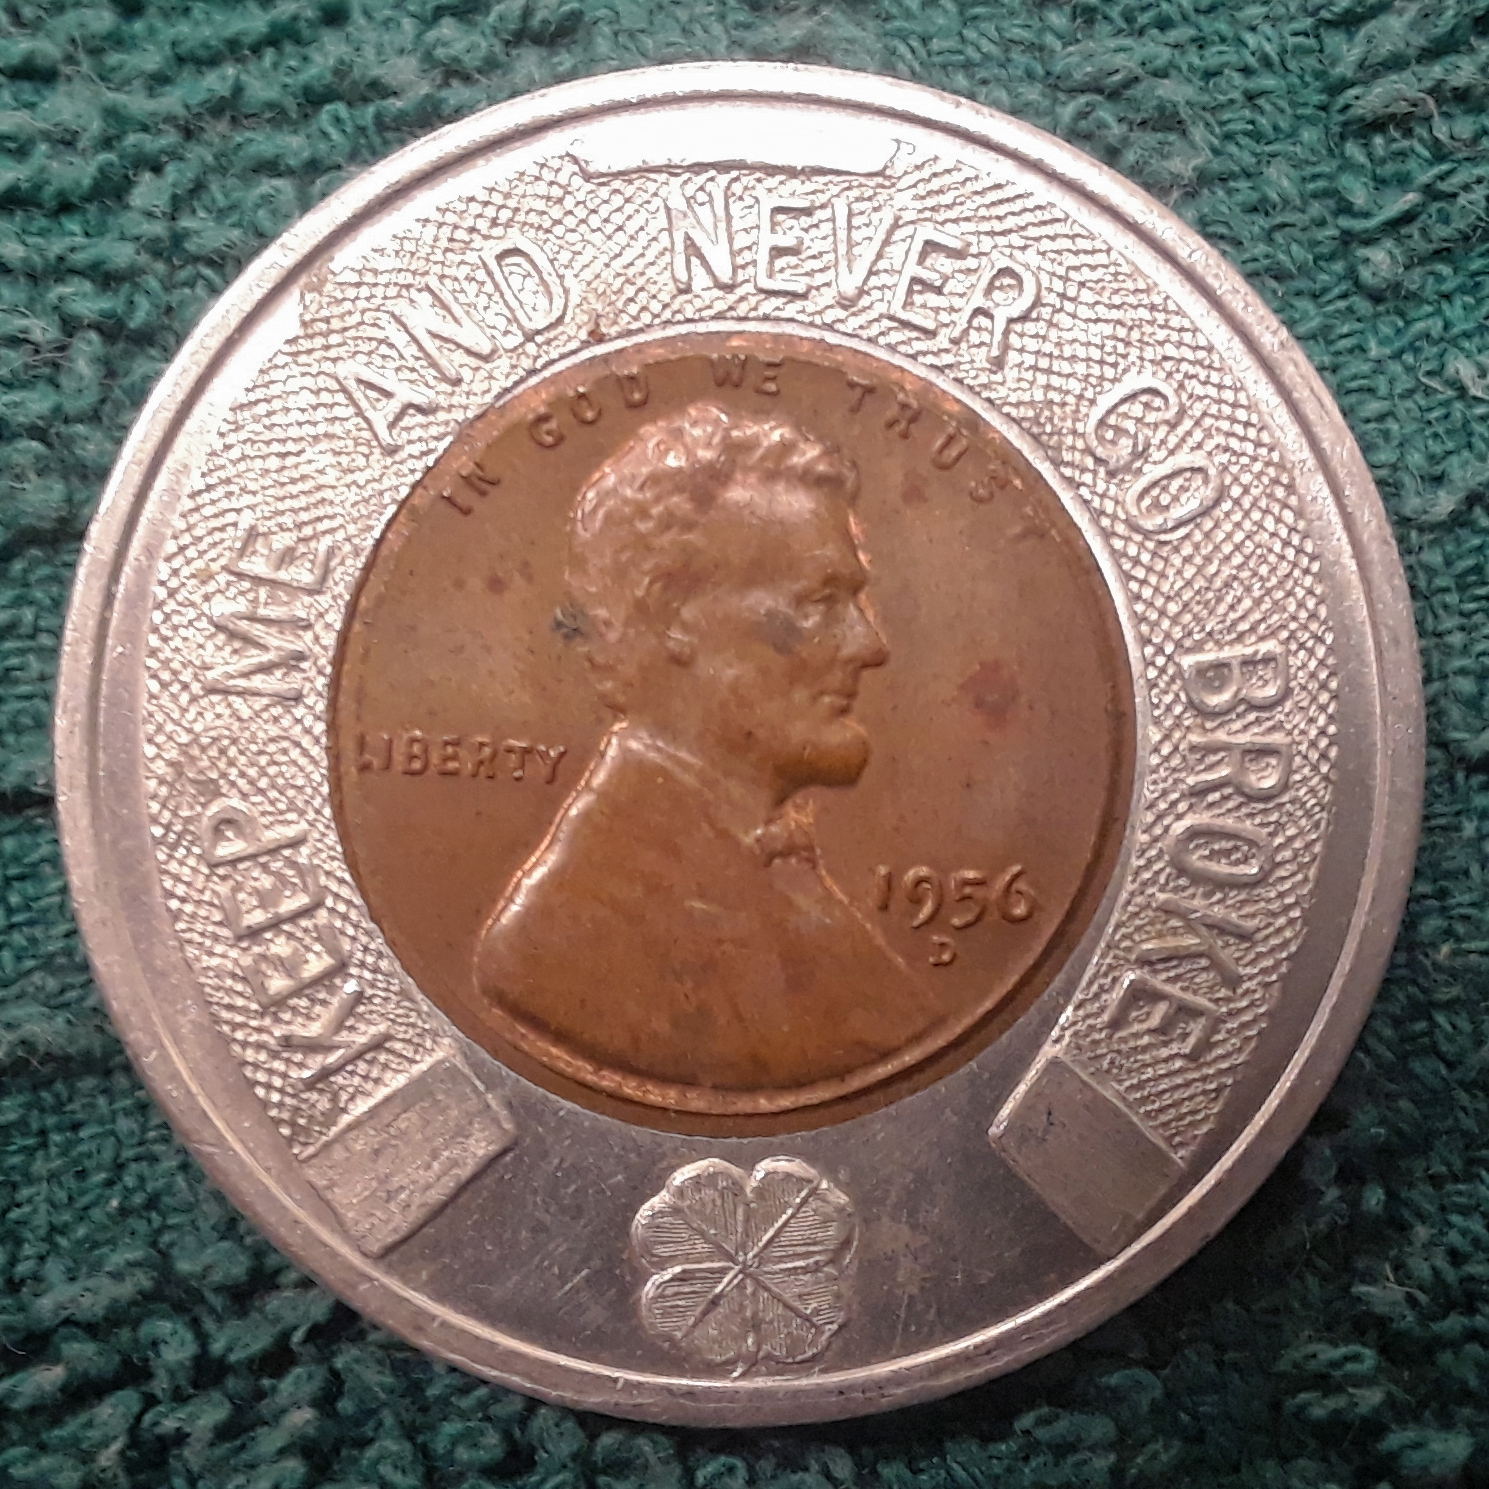 KEEP ME AND NEVER GO BROKE
IN GOD WE TRUST
LIBERTY
1956
D